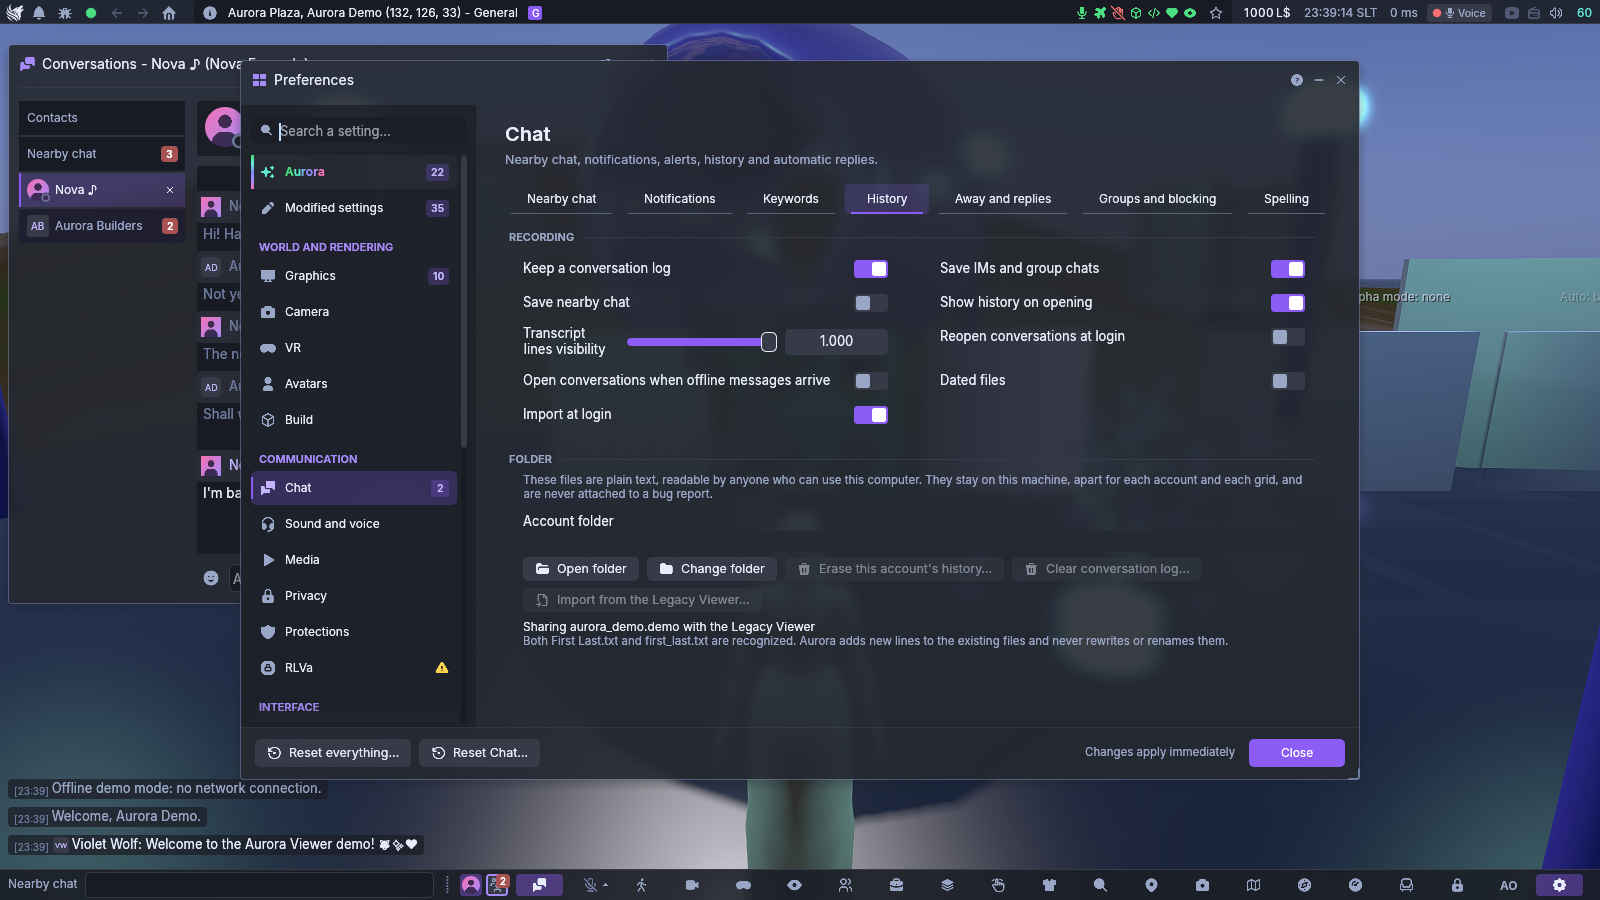 Aurora Plaza, Aurora Demo (132, 126, 33) - General
G
1000 L$
23:39:14 SLT
0 ms
Voice
60
Conversations - Nova ♪ (Nova
Contacts
Nearby chat
3
Nova ♪
AB
Aurora Builders
2
Hi! Ha
AD
Not ye
The n
AD
Shall
I'm ba
Preferences
Search a setting...
Aurora
22
Modified settings
35
WORLD AND RENDERING
Graphics
10
Camera
VR
Avatars
Build
COMMUNICATION
Chat
2
Sound and voice
Media
Privacy
Protections
RLVa
INTERFACE
Chat
Nearby chat, notifications, alerts, history and automatic replies.
Nearby chat
Notifications
Keywords
History
Away and replies
Groups and blocking
Spelling
RECORDING
Keep a conversation log
Save IMs and group chats
Save nearby chat
Show history on opening
Transcript
lines visibility
1.000
Reopen conversations at login
Open conversations when offline messages arrive
Dated files
Import at login
FOLDER
These files are plain text, readable by anyone who can use this computer. They stay on this machine, apart for each account and each grid, and
are never attached to a bug report.
Account folder
Open folder
Change folder
Erase this account's history...
Clear conversation log...
Import from the Legacy Viewer...
Sharing aurora_demo.demo with the Legacy Viewer
Both First Last.txt and first_last.txt are recognized. Aurora adds new lines to the existing files and never rewrites or renames them.
Reset everything...
Reset Chat...
Changes apply immediately
Close
pha mode: none
Auto: b
[23:39] Offline demo mode: no network connection.
[23:39] Welcome, Aurora Demo.
[23:39] VW Violet Wolf: Welcome to the Aurora Viewer demo!
Nearby chat
2
AO